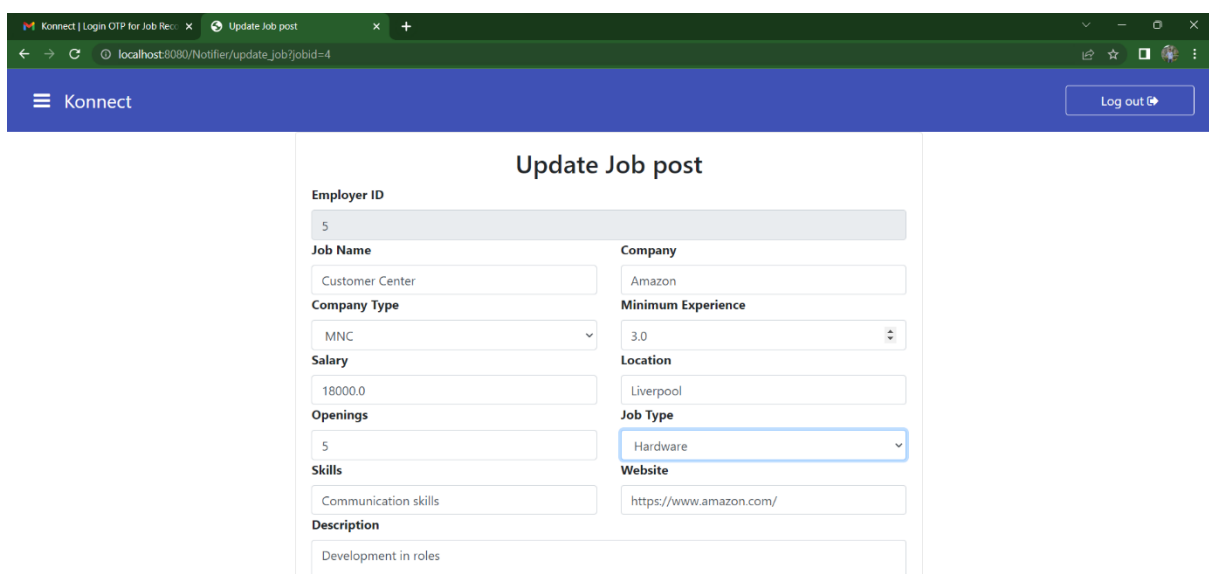 Konnect | Login OTP for Job Reco
Update Job post
localhost:8080/Notifier/update_job?jobid=4
Konnect
Log out
Update Job post
Employer ID
5
Job Name Company
Customer Center Amazon
Company Type Minimum Experience
MNC 3.0
Salary Location
18000.0 Liverpool
Openings Job Type
5 Hardware
Skills Website
Communication skills https://www.amazon.com/
Description
Development in roles